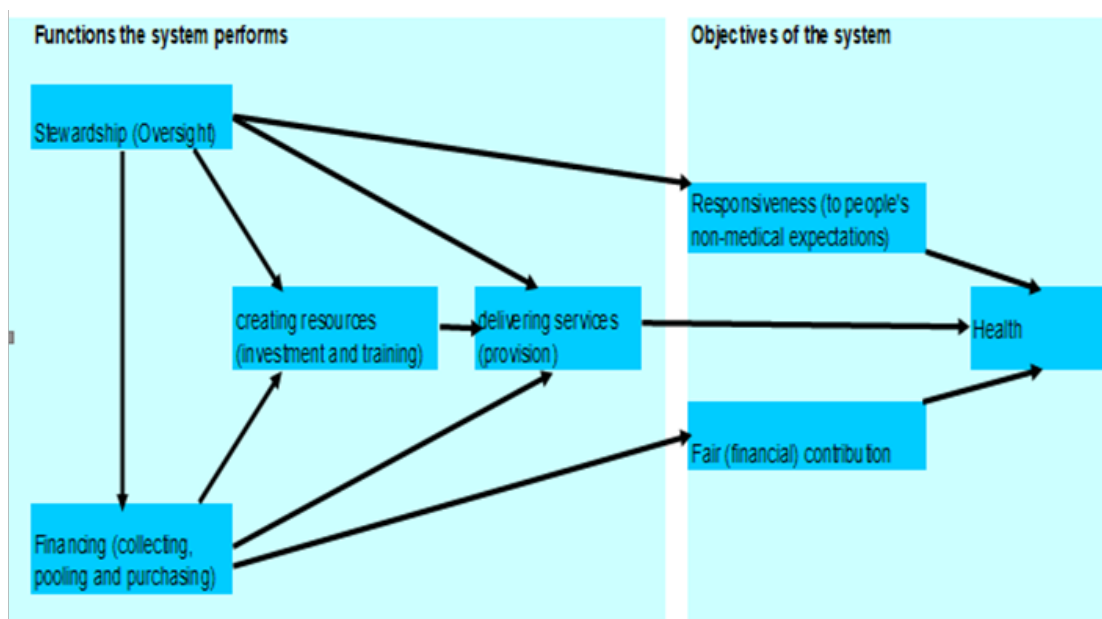 Functions the system performs
Objectives of the system
Stewardship (Oversight)
Responsiveness (to people's
non-medical expectations)
creating resources
(investment and training)
delivering services
(provision)
Health
Fair (financial) contribution
Financing (collecting,
pooling and purchasing)